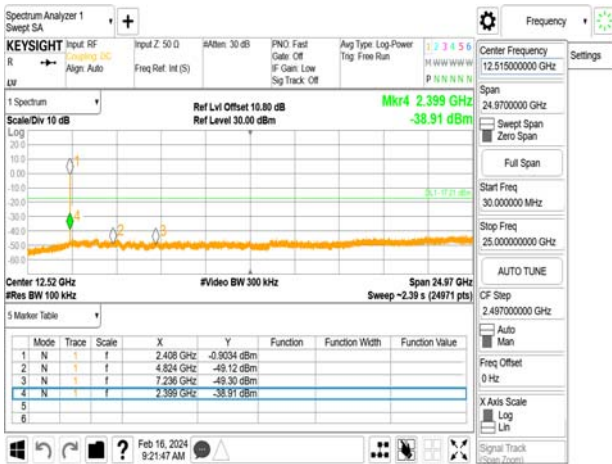 Spectrum Analyzer 1
Swept SA
Frequency
KEYSIGHT
Input: RF
Coupling: DC
Align: Auto
Input Z: 50 Ω
Freq Ref: Int (S)
#Atten: 30 dB
PNO: Fast
Gate: Off
IF Gain: Low
Sig Track: Off
Avg Type: Log-Power
Trig: Free Run
1 2 3 4 5 6
M W W W W W
P N N N N N
R
1 Spectrum
Scale/Div 10 dB
Ref Lvl Offset 10.80 dB
Ref Level 30.00 dBm
Mkr4 2.399 GHz
-38.91 dBm
Log
20.0
10.0
0.00
-10.0
-20.0
-30.0
-40.0
-50.0
-60.0
1
4
2
3
Center 12.52 GHz
#Res BW 100 kHz
#Video BW 300 kHz
Span 24.97 GHz
Sweep ~2.39 s (24971 pts)
5 Marker Table
Mode Trace Scale X Y Function Function Width Function Value
1 N 1 f 2.408 GHz -0.9034 dBm
2 N 1 f 4.824 GHz -49.12 dBm
3 N 1 f 7.236 GHz -49.30 dBm
4 N 1 f 2.399 GHz -38.91 dBm
5
6
Feb 16, 2024
9:21:47 AM
Center Frequency
12.515000000 GHz
Settings
Span
24.9700000 GHz
Swept Span
Zero Span
Full Span
Start Freq
30.000000 MHz
Stop Freq
25.000000000 GHz
AUTO TUNE
CF Step
2.497000000 GHz
Auto
Man
Freq Offset
0 Hz
X Axis Scale
Log
Lin
Signal Track
(Span Zoom)